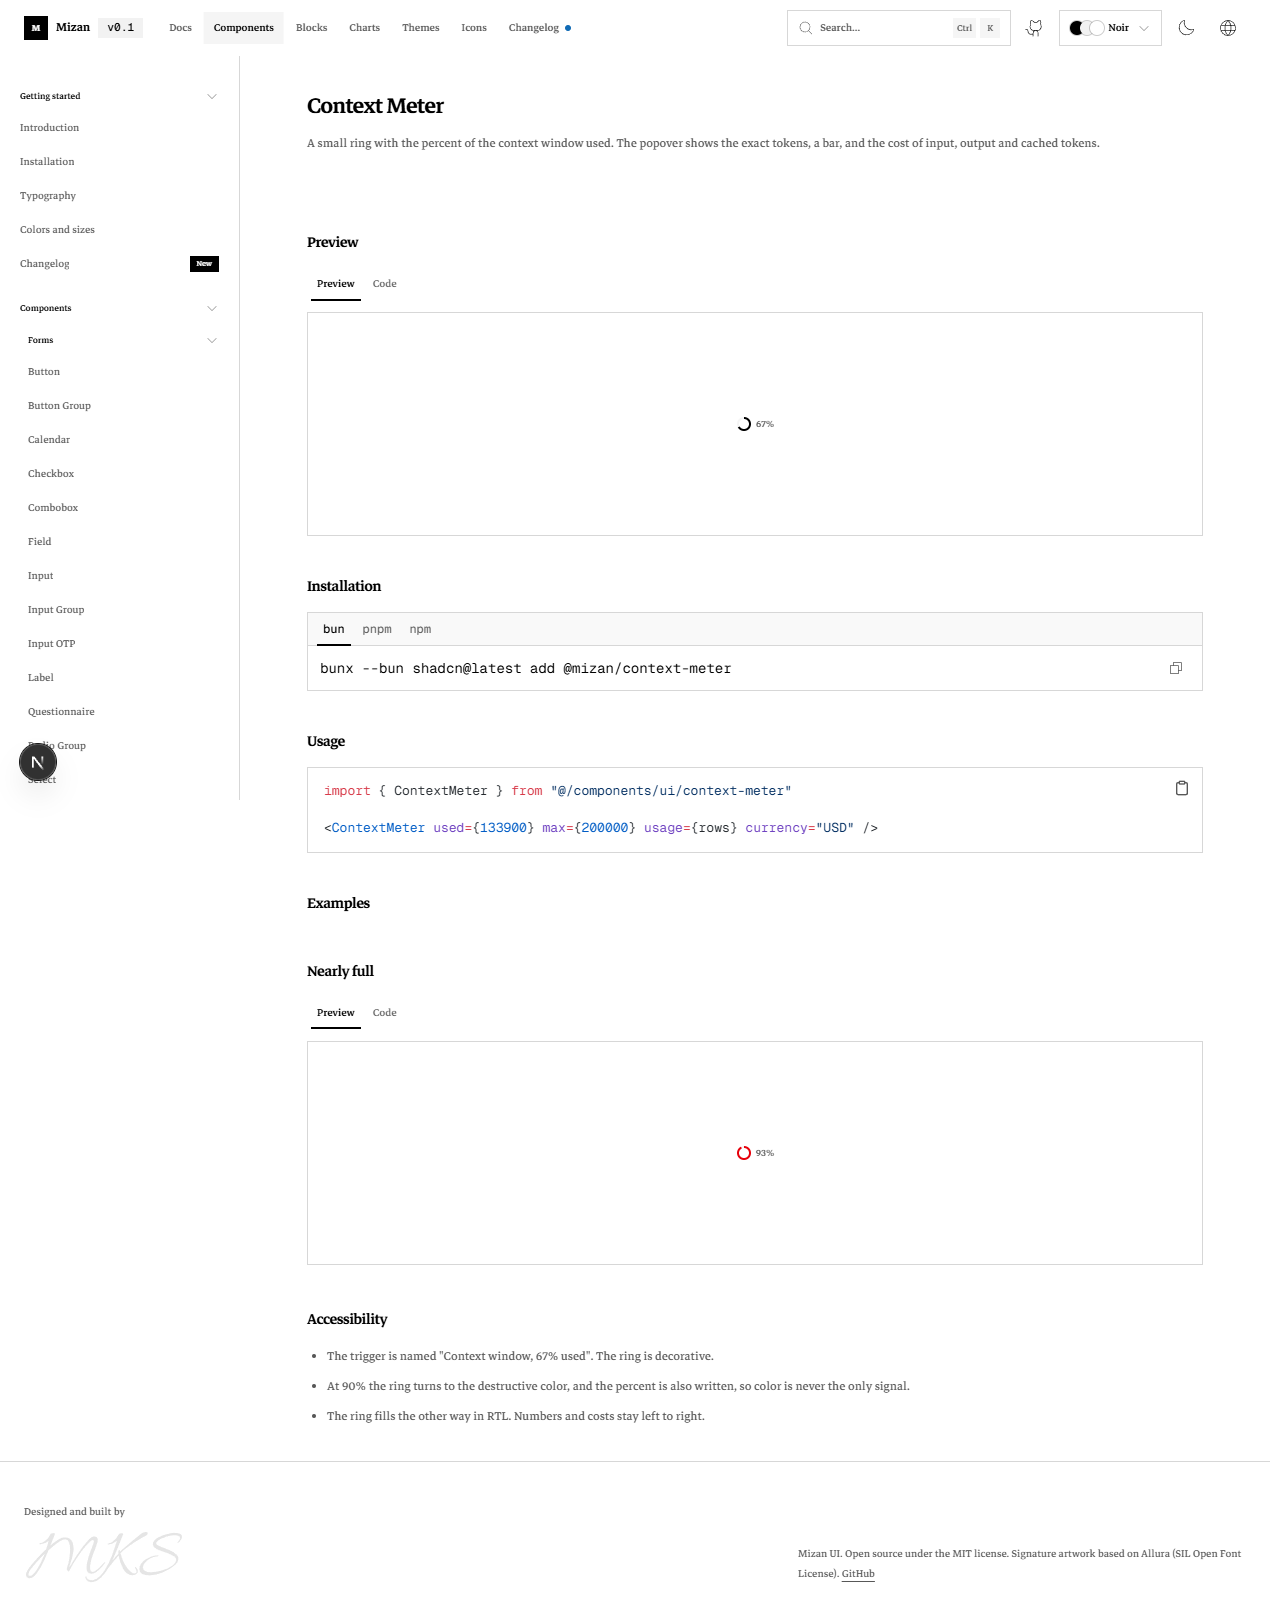 M Mizan v0.1 Docs Components Blocks Charts Themes Icons Changelog Search... Ctrl K Noir
Getting started
Introduction
Installation
Typography
Colors and sizes
Changelog New
Components
Forms
Button
Button Group
Calendar
Checkbox
Combobox
Field
Input
Input Group
Input OTP
Label
Questionnaire
Group
N
Context Meter
A small ring with the percent of the context window used. The popover shows the exact tokens, a bar, and the cost of input, output and cached tokens.
Preview
Preview Code
67%
Installation
bun pnpm npm
bunx --bun shadcn@latest add @mizan/context-meter
Usage
import { ContextMeter } from "@/components/ui/context-meter"
<ContextMeter used={133900} max={200000} usage={rows} currency="USD" />
Examples
Nearly full
Preview Code
93%
Accessibility
• The trigger is named "Context window, 67% used". The ring is decorative.
• At 90% the ring turns to the destructive color, and the percent is also written, so color is never the only signal.
• The ring fills the other way in RTL. Numbers and costs stay left to right.
Designed and built by
MKS
Mizan UI. Open source under the MIT license. Signature artwork based on Allura (SIL Open Font
License). GitHub